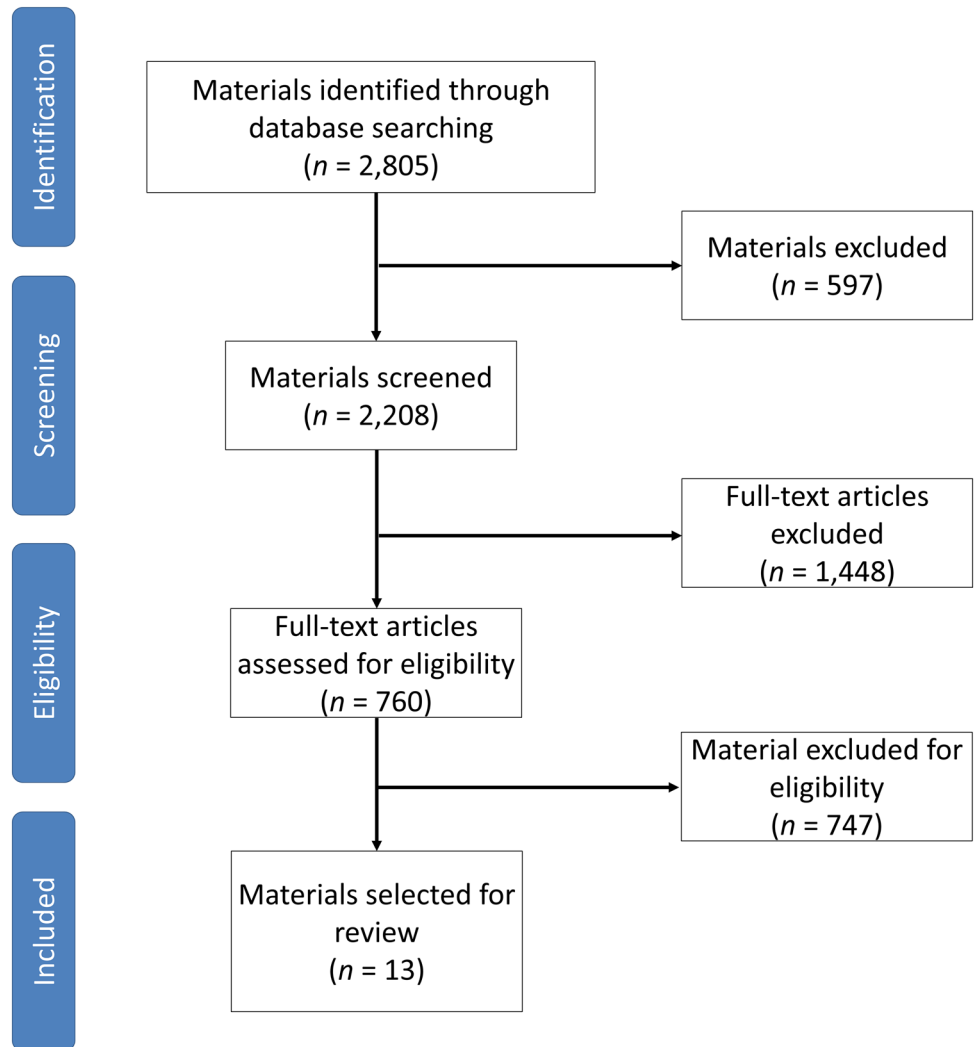 Identification
Materials identified through
database searching
(n = 2,805)
Materials excluded
(n = 597)
Screening
Materials screened
(n = 2,208)
Full-text articles
excluded
(n = 1,448)
Eligibility
Full-text articles
assessed for eligibility
(n = 760)
Material excluded for
eligibility
(n = 747)
Included
Materials selected for
review
(n = 13)